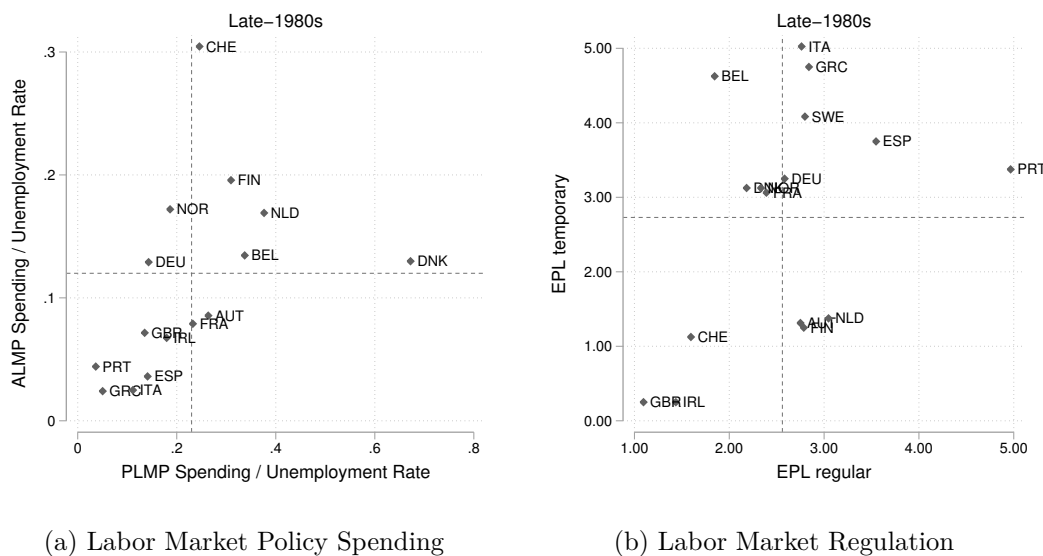 Late−1980s
.3
.2
.1
0
ALMP Spending / Unemployment Rate
CHE
FIN
NOR
NLD
BEL
DEU
DNK
AUT
FRA
GBR
IRL
PRT
ESP
GRC
ITA
0 .2 .4 .6 .8
PLMP Spending / Unemployment Rate
(a) Labor Market Policy Spending
Late−1980s
5.00
4.00
3.00
2.00
1.00
0.00
EPL temporary
ITA
GRC
BEL
SWE
ESP
PRT
DEU
DNK
NOR
FRA
NLD
AUT
FIN
CHE
GBR
IRL
1.00 2.00 3.00 4.00 5.00
EPL regular
(b) Labor Market Regulation